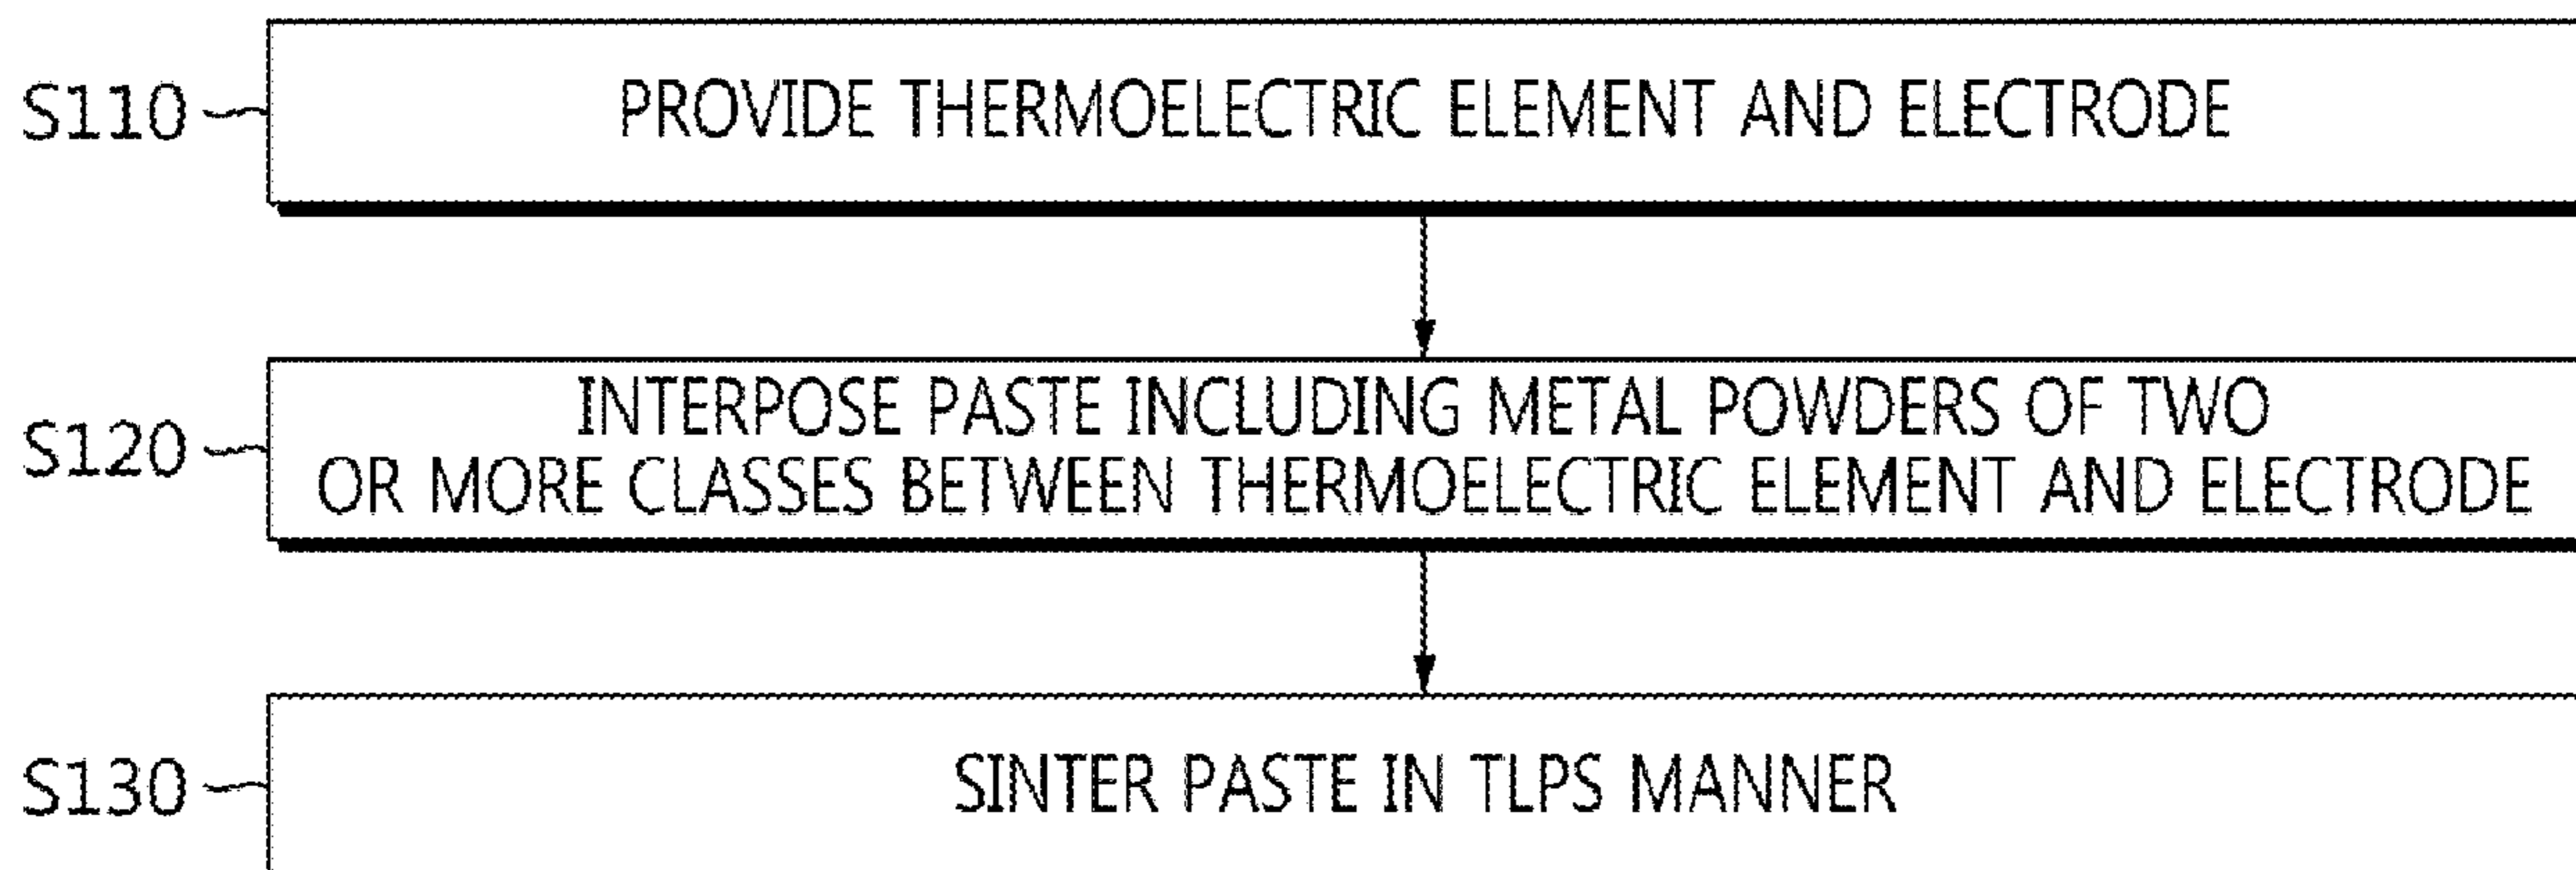 S110 PROVIDE THERMOELECTRIC ELEMENT AND ELECTRODE
S120 INTERPOSE PASTE INCLUDING METAL POWDERS OF TWO
OR MORE CLASSES BETWEEN THERMOELECTRIC ELEMENT AND ELECTRODE
S130 SINTER PASTE IN TLPS MANNER